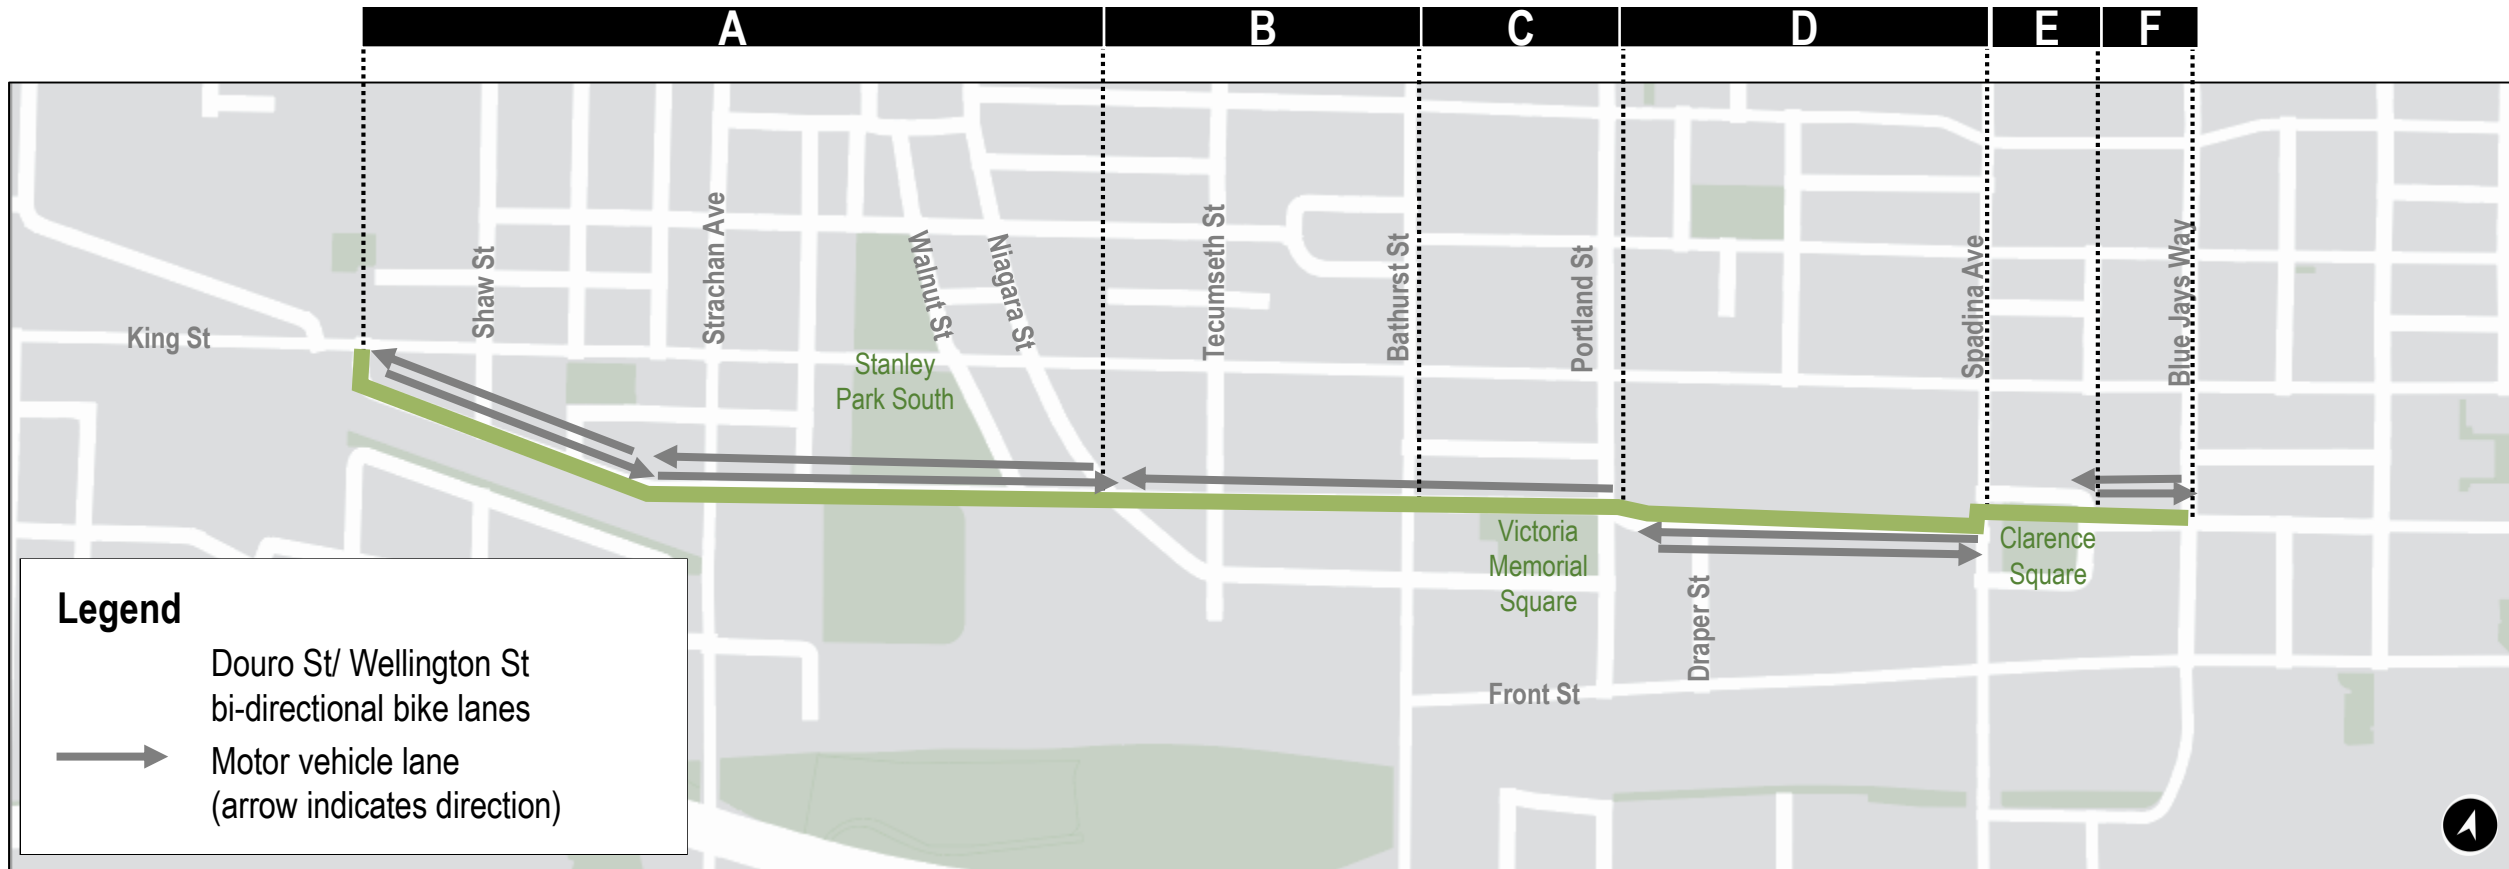 A
B
C
D
E
F
King St
Shaw St
Strachan Ave
Walnut St
Niagara St
Tecumseth St
Bathurst St
Portland St
Spadina Ave
Blue Jays Way
Stanley
Park South
Victoria
Memorial
Square
Clarence
Square
Draper St
Front St
Legend
Douro St/ Wellington St
bi-directional bike lanes
Motor vehicle lane
(arrow indicates direction)